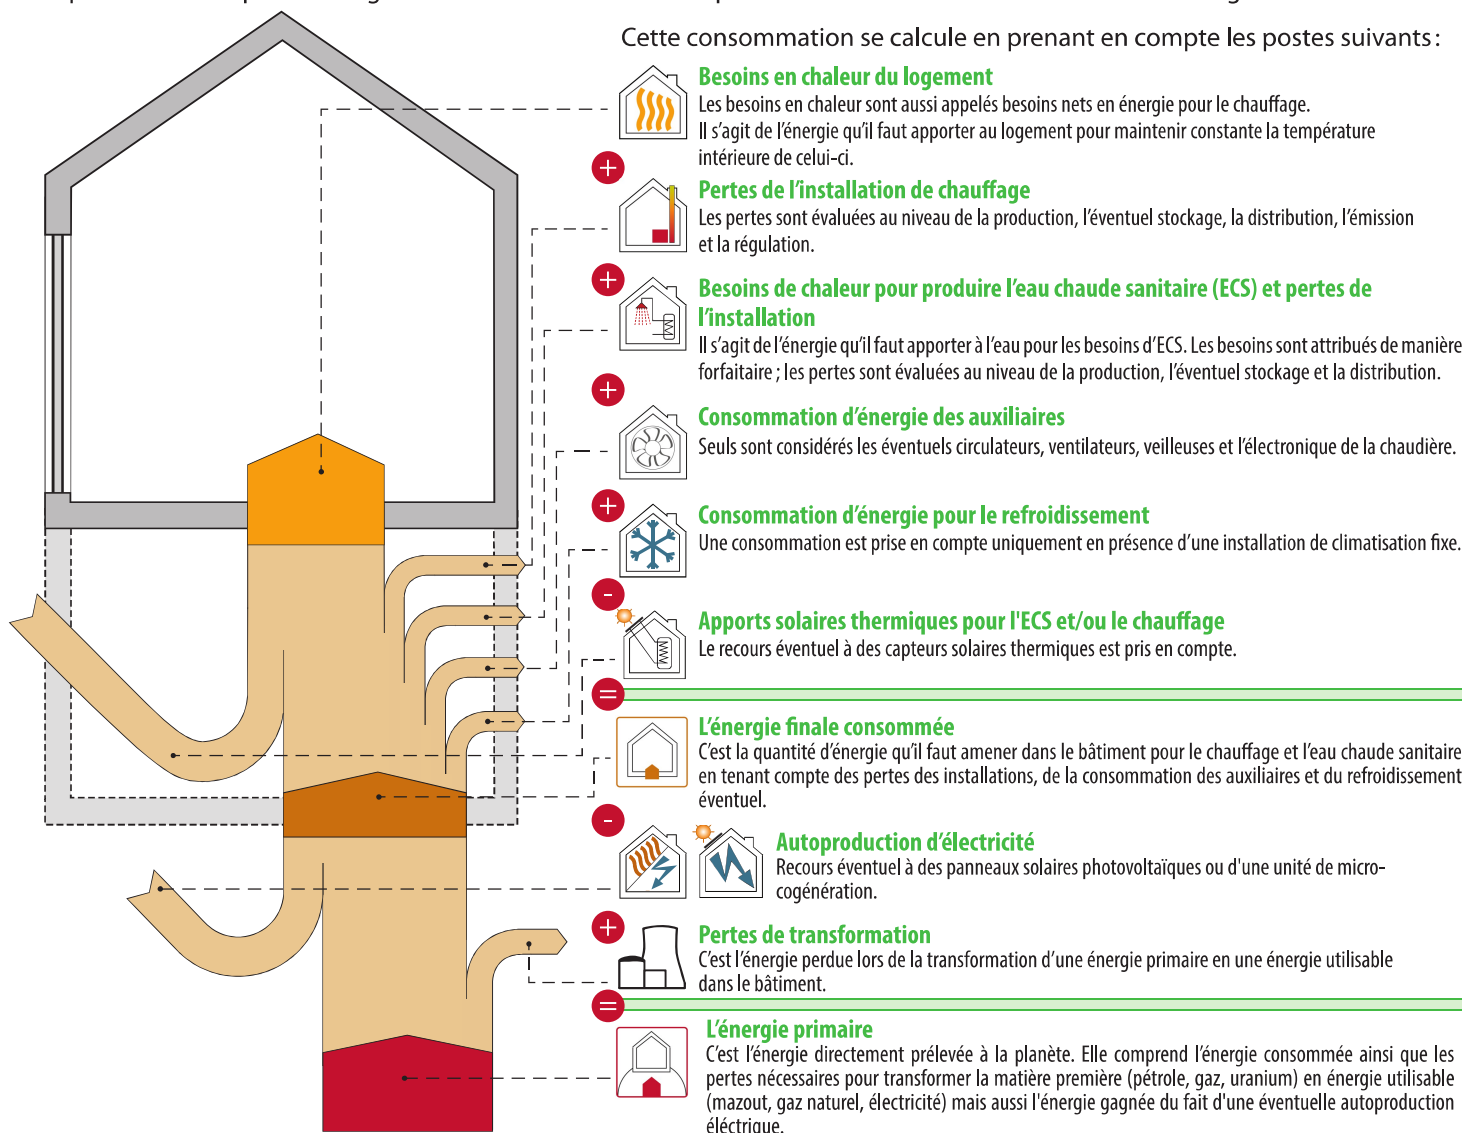 Cette consommation se calcule en prenant en compte les postes suivants :
Besoins en chaleur du logement
Les besoins en chaleur sont aussi appelés besoins nets en énergie pour le chauffage.
Il s'agit de l'énergie qu'il faut apporter au logement pour maintenir constante la température
intérieure de celui-ci.
+
Pertes de l'installation de chauffage
Les pertes sont évaluées au niveau de la production, l'éventuel stockage, la distribution, l'émission
et la régulation.
+
Besoins de chaleur pour produire l'eau chaude sanitaire (ECS) et pertes de
l'installation
Il s'agit de l'énergie qu'il faut apporter à l'eau pour les besoins d'ECS. Les besoins sont attribués de manière
forfaitaire ; les pertes sont évaluées au niveau de la production, l'éventuel stockage et la distribution.
+
Consommation d'énergie des auxiliaires
Seuls sont considérés les éventuels circulateurs, ventilateurs, veilleuses et l'électronique de la chaudière.
+
Consommation d'énergie pour le refroidissement
Une consommation est prise en compte uniquement en présence d'une installation de climatisation fixe.
-
Apports solaires thermiques pour l'ECS et/ou le chauffage
Le recours éventuel à des capteurs solaires thermiques est pris en compte.
=
L'énergie finale consommée
C'est la quantité d'énergie qu'il faut amener dans le bâtiment pour le chauffage et l'eau chaude sanitaire
en tenant compte des pertes des installations, de la consommation des auxiliaires et du refroidissement
éventuel.
-
Autoproduction d'électricité
Recours éventuel à des panneaux solaires photovoltaïques ou d'une unité de micro-
cogénération.
+
Pertes de transformation
C'est l'énergie perdue lors de la transformation d'une énergie primaire en une énergie utilisable
dans le bâtiment.
=
L'énergie primaire
C'est l'énergie directement prélevée à la planète. Elle comprend l'énergie consommée ainsi que les
pertes nécessaires pour transformer la matière première (pétrole, gaz, uranium) en énergie utilisable
(mazout, gaz naturel, électricité) mais aussi l'énergie gagnée du fait d'une éventuelle autoproduction
éléctrique.